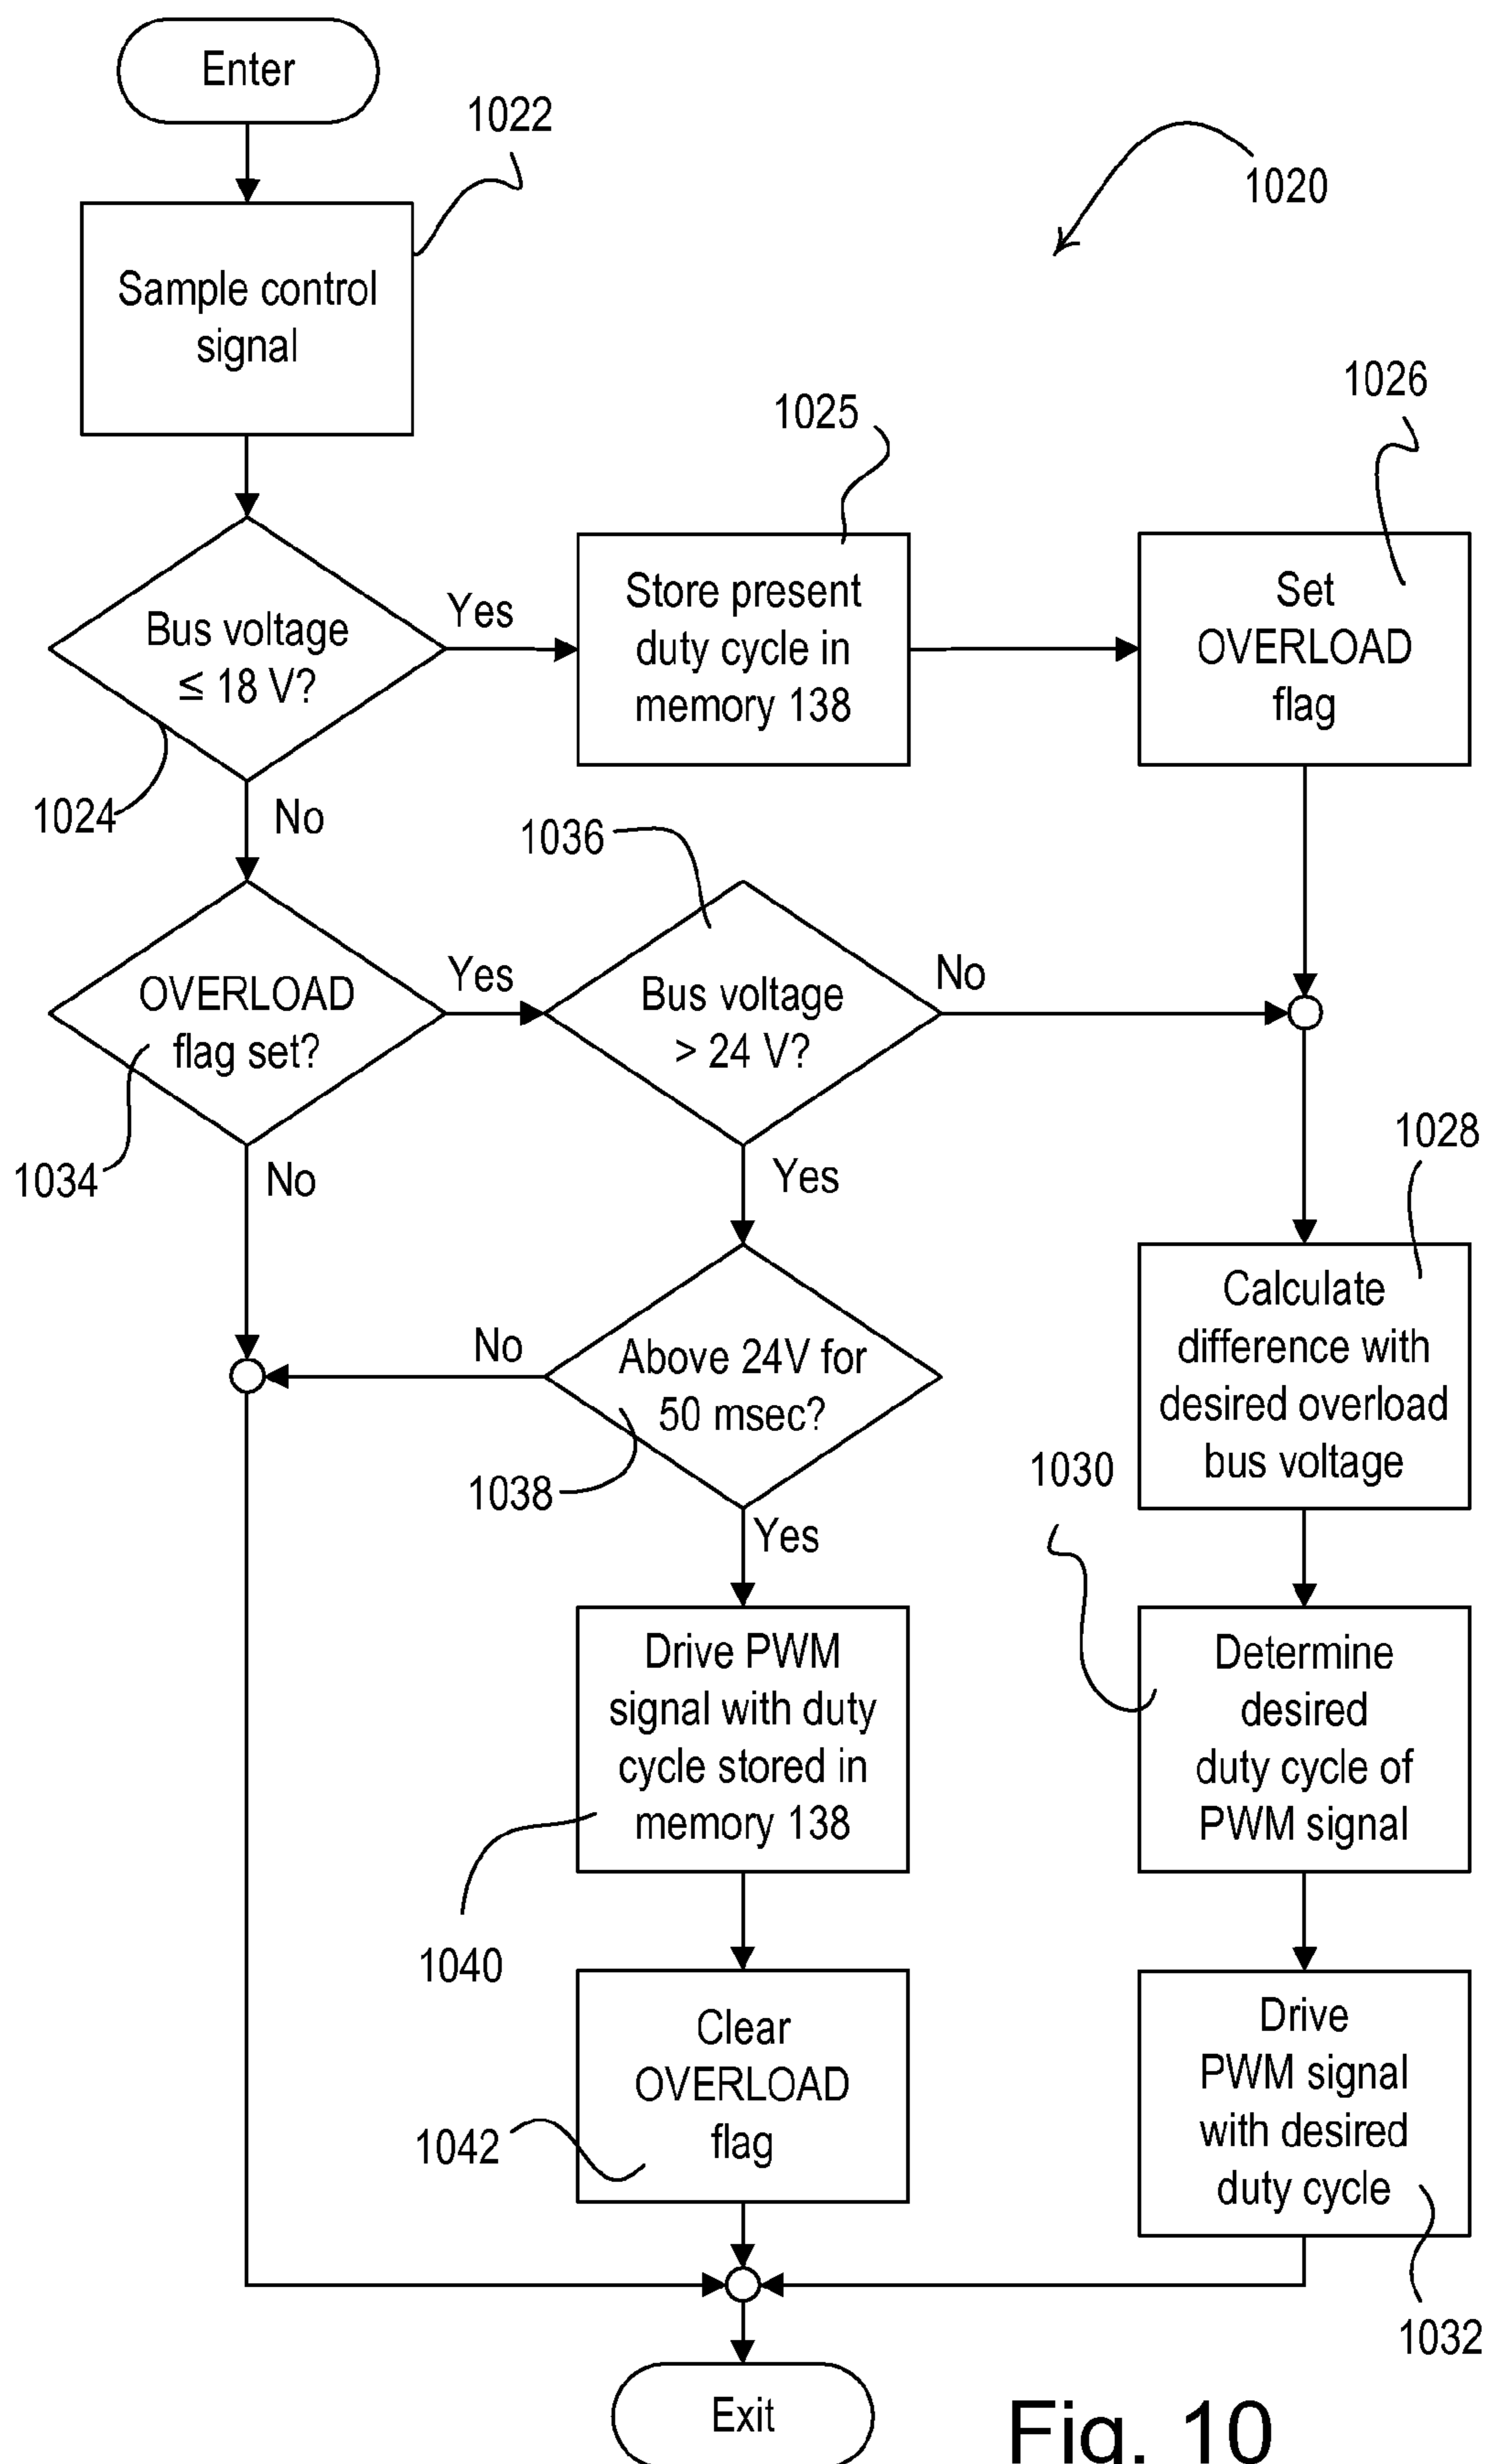 Enter
1022
1020
Sample control
signal
1026
1025
Bus voltage
≤ 18 V?
Yes
Store present
duty cycle in
memory 138
Set
OVERLOAD
flag
1024
No
1036
OVERLOAD
flag set?
Yes
Bus voltage
> 24 V?
No
1034
No
Yes
1028
Above 24V for
50 msec?
No
1038
Yes
Calculate
difference with
desired overload
bus voltage
1030
Drive PWM
signal with duty
cycle stored in
memory 138
Determine
desired
duty cycle of
PWM signal
1040
Clear
OVERLOAD
flag
1042
Drive
PWM signal
with desired
duty cycle
1032
Exit
Fig. 10